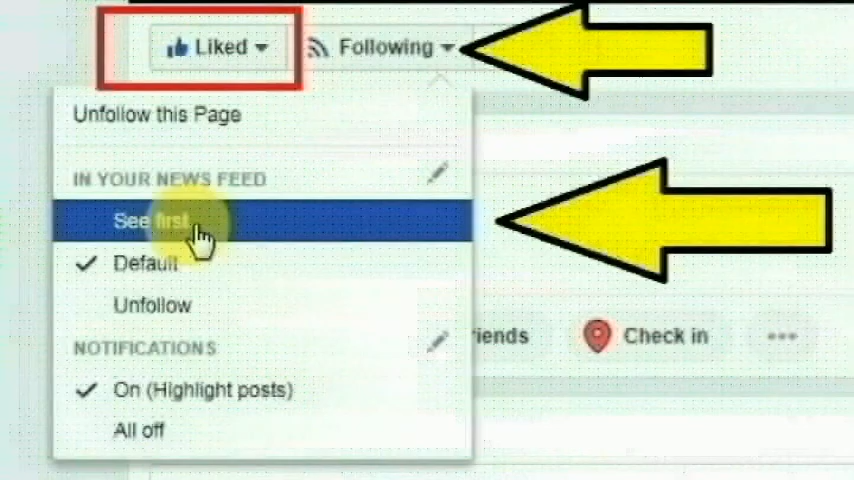 Liked Following
Unfollow this Page
IN YOUR NEWS FEED
See first
Default
Unfollow
riends Check in
NOTIFICATIONS
On (Highlight posts)
All off